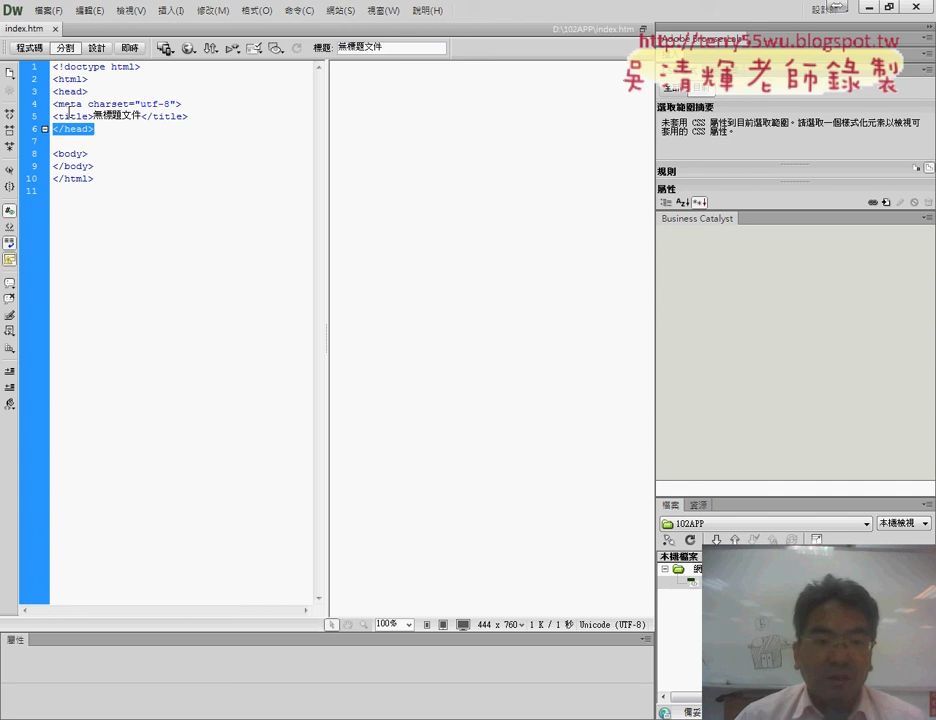 Dw 檔案(F) 編輯(E) 檢視(V) 插入(I) 修改(M) 格式(O) 命令(C) 網站(S) 視窗(W) 說明(H)
index.htm × D:\102APP\index.htm
程式碼 分割 設計 即時 標題: 無標題文件
http://terry55wu.blogspot.tw
吳清輝老師錄製
1 <!doctype html>
2 <html>
3 <head>
4 <meta charset="utf-8">
5 <title>無標題文件</title>
6 </head>
7
8 <body>
9 </body>
10 </html>
11
選取範圍摘要
未套用 CSS 屬性到目前選取範圍。請選取一個樣式化元素以檢視可
套用的 CSS 屬性。
規則
屬性
Business Catalyst
檔案 資源
102APP 本機檢視
本機檔案
100% 444 x 760 1 K / 1 秒 Unicode (UTF-8)
屬性
備妥